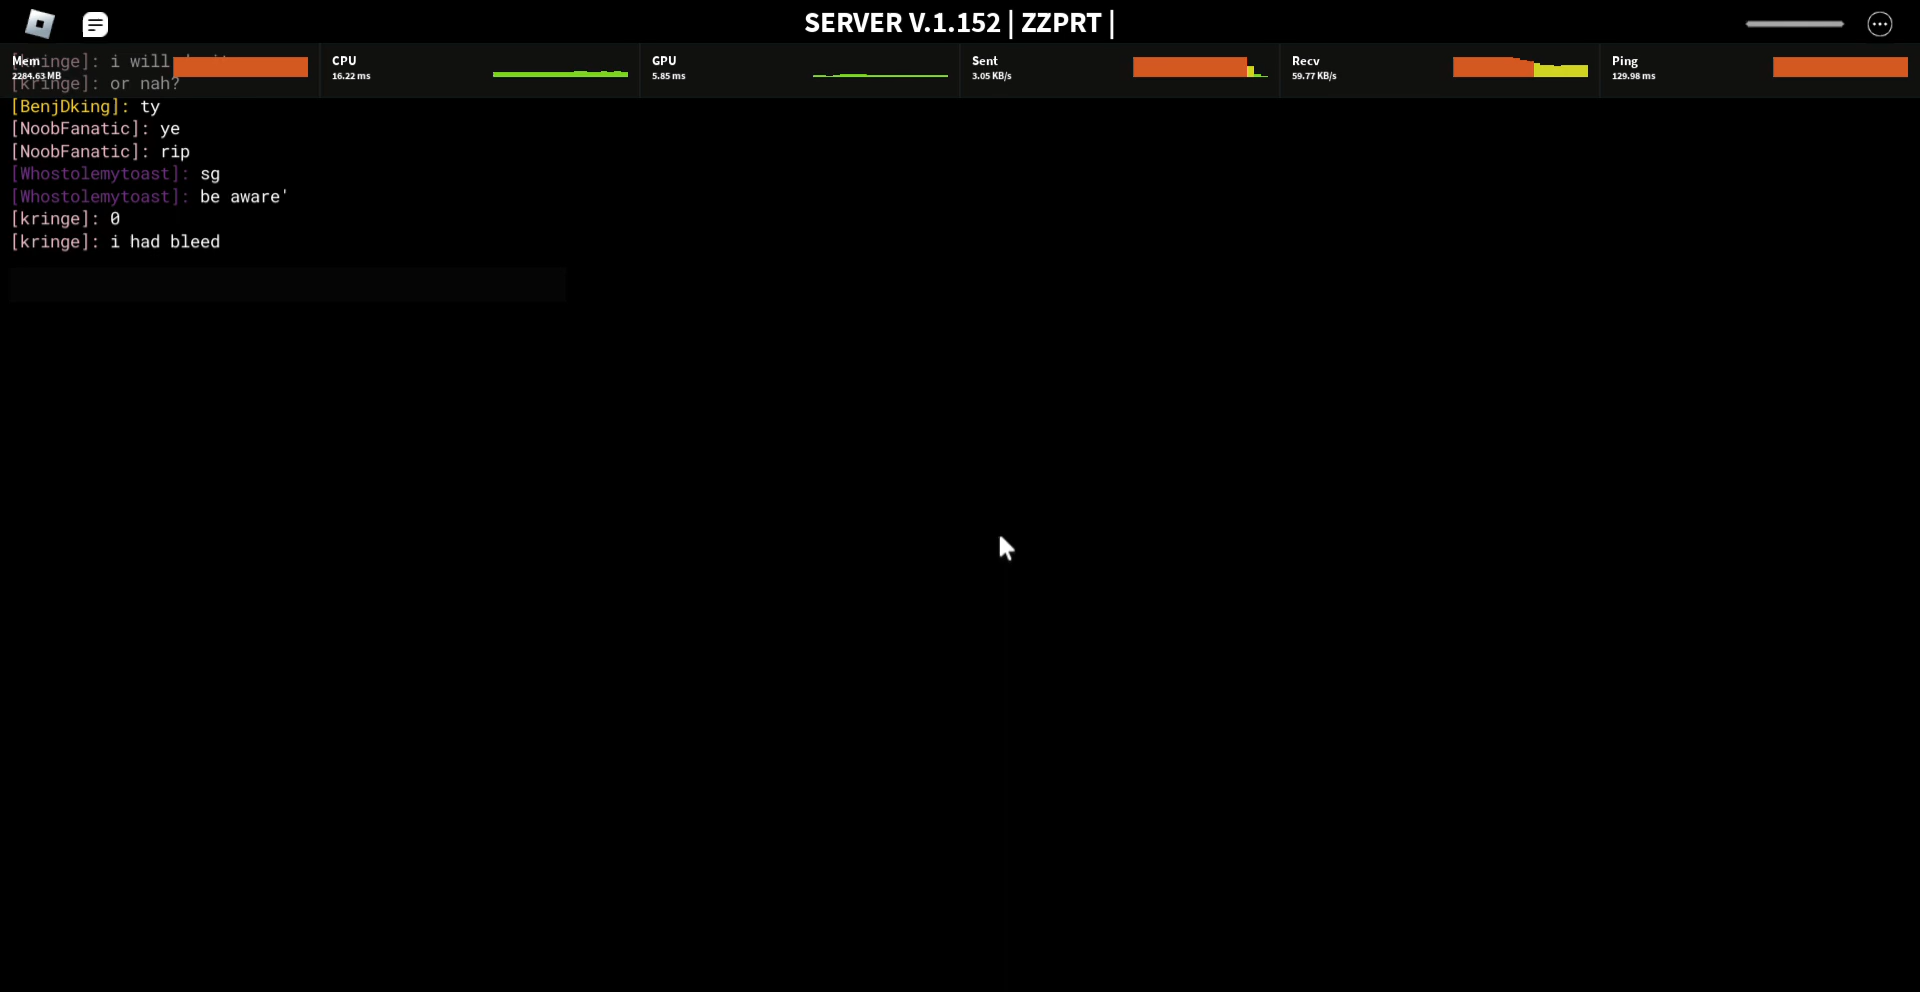 SERVER V.1.152 | ZZPRT |
Mem
2284.63 MB
CPU
16.22 ms
GPU
5.85 ms
Sent
3.05 KB/s
Recv
59.77 KB/s
Ping
129.98 ms
[kringe]: i will
[kringe]: or nah?
[BenjDking]: ty
[NoobFanatic]: ye
[NoobFanatic]: rip
[Whostolemytoast]: sg
[Whostolemytoast]: be aware'
[kringe]: 0
[kringe]: i had bleed